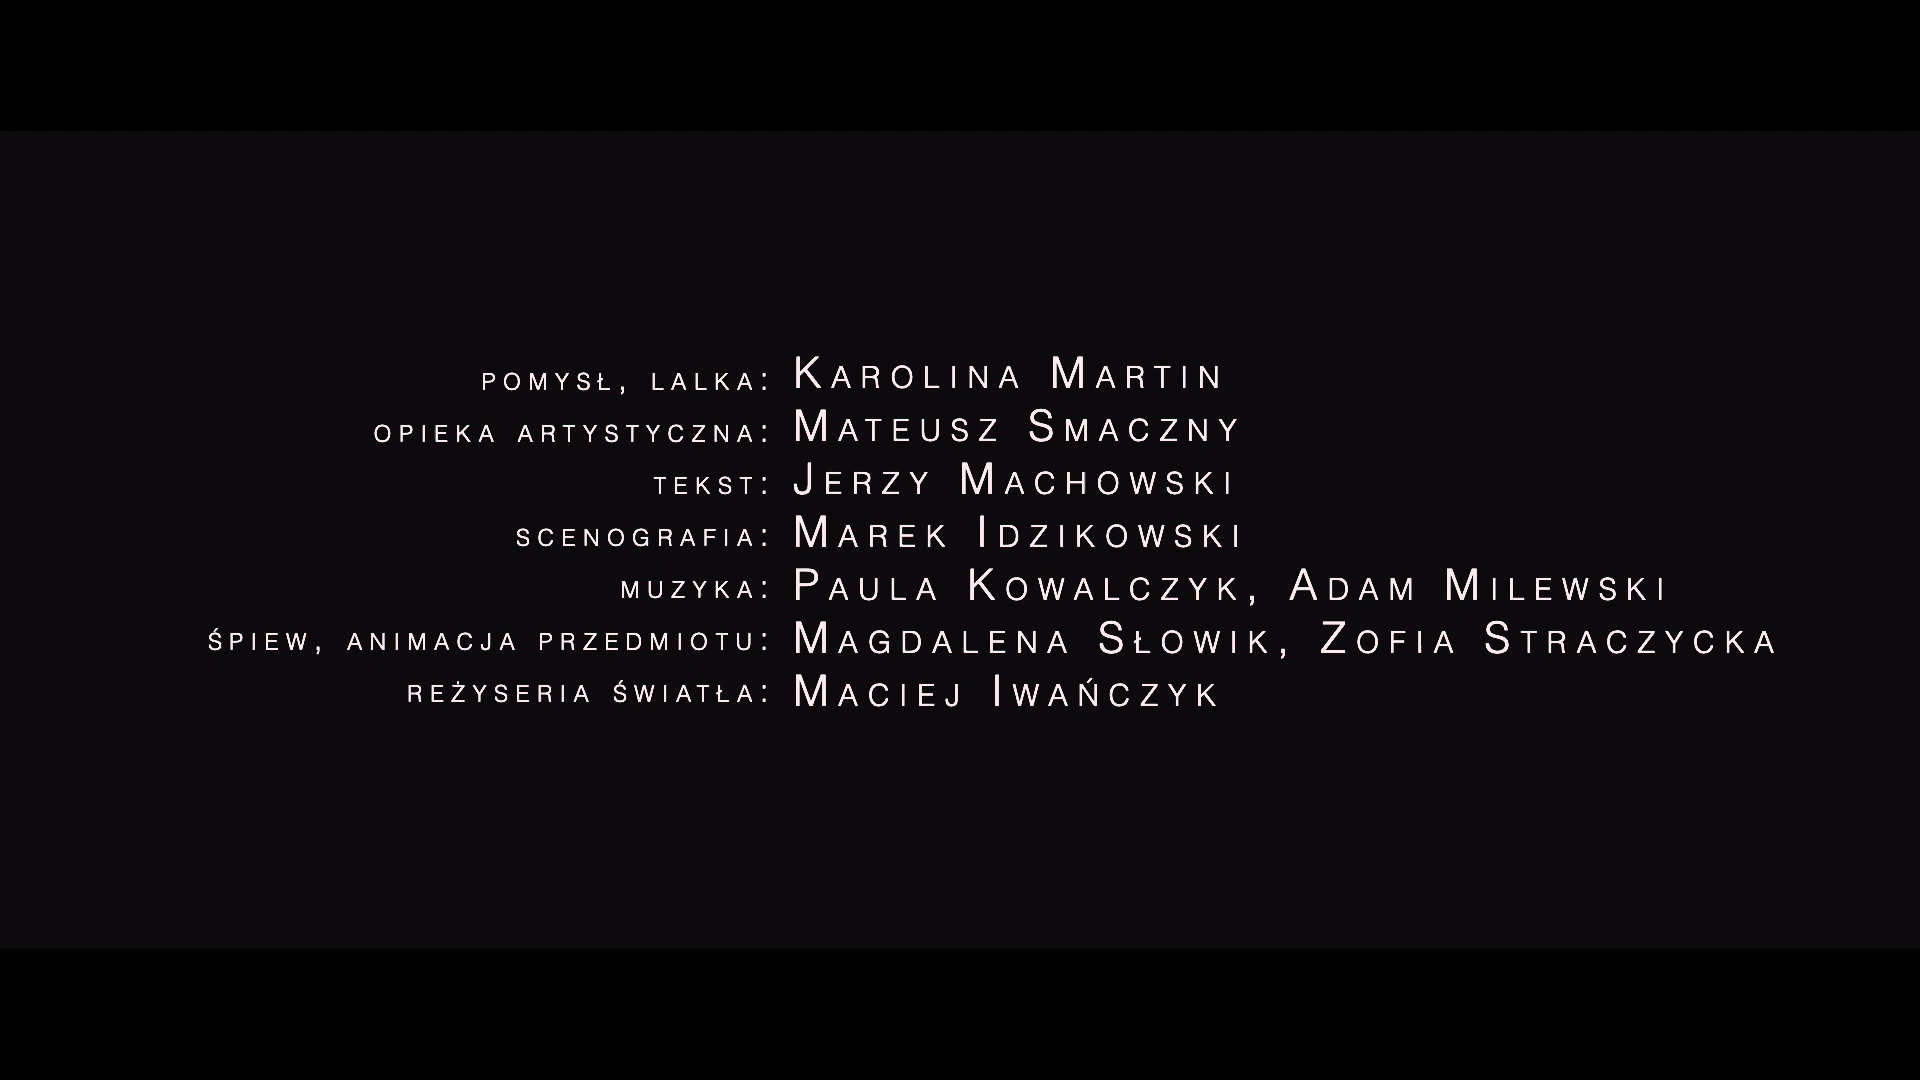 POMYSŁ, LALKA: KAROLINA MARTIN
OPIEKA ARTYSTYCZNA: MATEUSZ SMACZNY
TEKST: JERZY MACHOWSKI
SCENOGRAFIA: MAREK IDZIKOWSKI
MUZYKA: PAULA KOWALCZYK, ADAM MILEWSKI
ŚPIEW, ANIMACJA PRZEDMIOTU: MAGDALENA SŁOWIK, ZOFIA STRACZYCKA
REŻYSERIA ŚWIATŁA: MACIEJ IWAŃCZYK